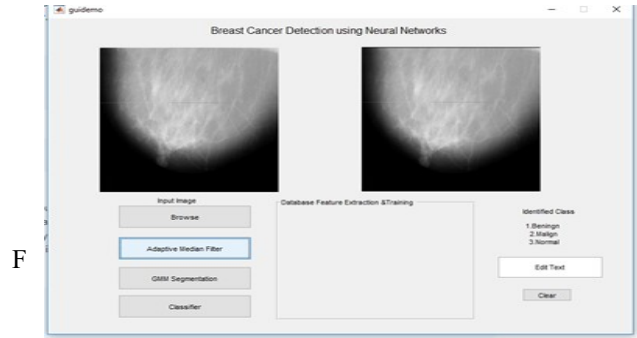 guidemo
Breast Cancer Detection using Neural Networks
Input Image
Browse
Adaptive Median Filter
GMM Segmentation
Classifier
Database Feature Extraction &Training
Identified Class
1.Beningn
2.Malign
3.Normal
Edit Text
Clear
F